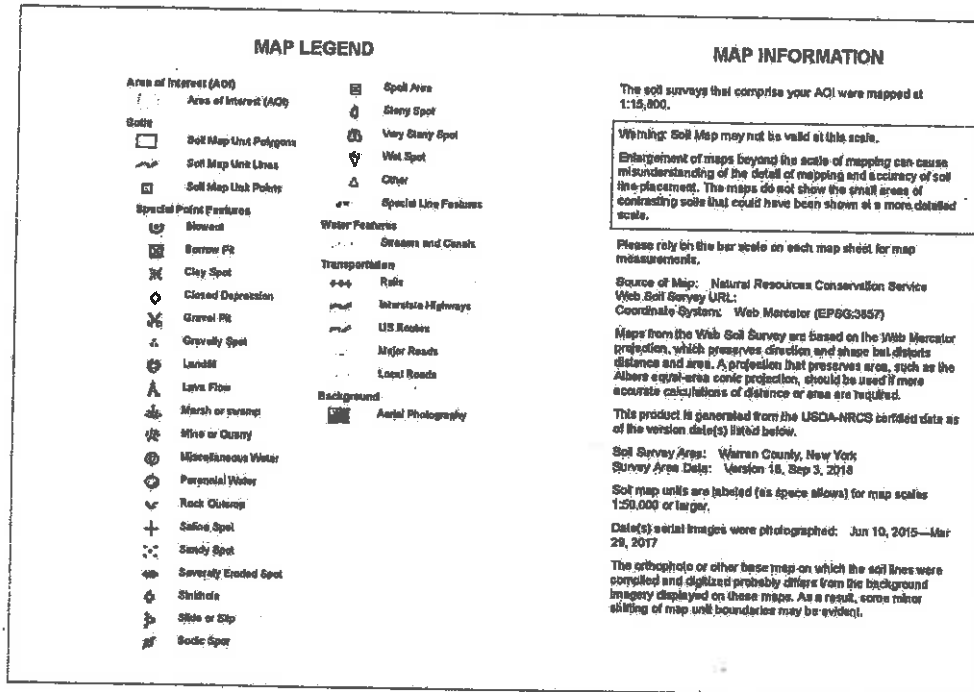 MAP LEGEND
Area of Interest (AOI)
Area of Interest (AOI)
Soils
Soil Map Unit Polygons
Soil Map Unit Lines
Soil Map Unit Points
Special Point Features
Blowout
Borrow Pit
Clay Spot
Closed Depression
Gravel Pit
Gravelly Spot
Landfill
Lava Flow
Marsh or swamp
Mine or Quarry
Miscellaneous Water
Perennial Water
Rock Outcrop
Saline Spot
Sandy Spot
Severely Eroded Spot
Sinkhole
Slide or Slip
Sodic Spot
Spoil Area
Stony Spot
Very Stony Spot
Wet Spot
Other
Special Line Features
Water Features
Streams and Canals
Transportation
Rails
Interstate Highways
US Routes
Major Roads
Local Roads
Background
Aerial Photography
MAP INFORMATION
The soil surveys that comprise your AOI were mapped at
1:15,800.
Warning: Soil Map may not be valid at this scale.
Enlargement of maps beyond the scale of mapping can cause
misunderstanding of the detail of mapping and accuracy of soil
line placement. The maps do not show the small areas of
contrasting soils that could have been shown at a more detailed
scale.
Please rely on the bar scale on each map sheet for map
measurements.
Source of Map: Natural Resources Conservation Service
Web Soil Survey URL:
Coordinate System: Web Mercator (EPSG:3857)
Maps from the Web Soil Survey are based on the Web Mercator
projection, which preserves direction and shape but distorts
distance and area. A projection that preserves area, such as the
Albers equal-area conic projection, should be used if more
accurate calculations of distance or area are required.
This product is generated from the USDA-NRCS certified data as
of the version date(s) listed below.
Soil Survey Area: Warren County, New York
Survey Area Data: Version 18, Sep 3, 2018
Soil map units are labeled (as space allows) for map scales
1:50,000 or larger.
Date(s) aerial images were photographed: Jun 10, 2015—Mar
29, 2017
The orthophoto or other base map on which the soil lines were
compiled and digitized probably differs from the background
imagery displayed on these maps. As a result, some minor
shifting of map unit boundaries may be evident.